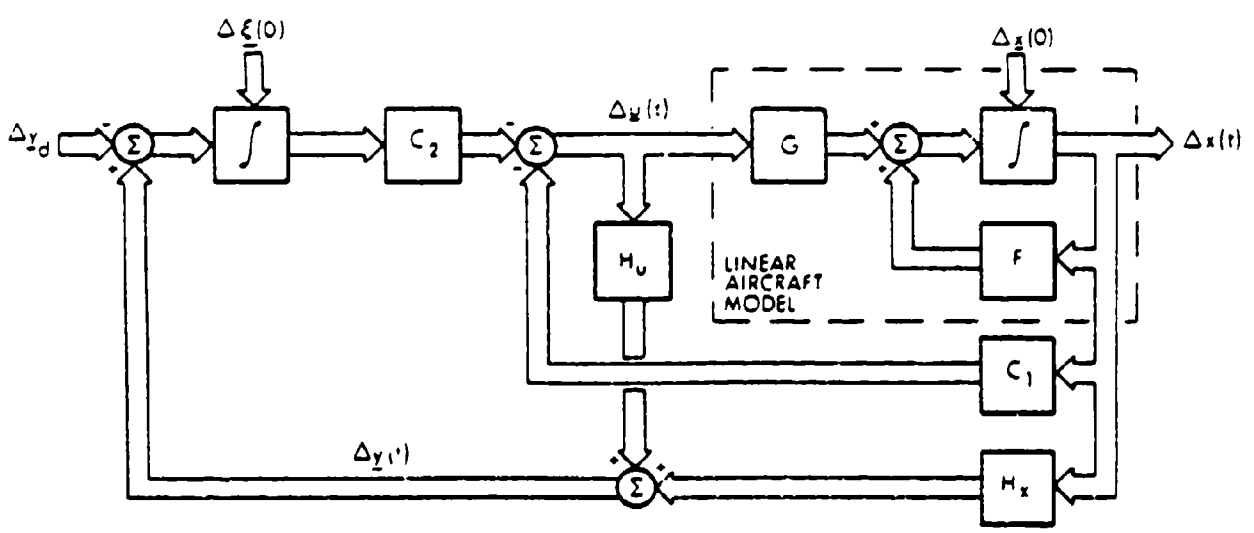 Δξ(0)
Δx(0)
Δy_d
-
+
Σ
∫
C₂
-
-
Σ
Δu(t)
G
+
+
Σ
∫
Δx(t)
H_u
F
LINEAR
AIRCRAFT
MODEL
C₁
Δy(t)
+
+
Σ
H_x